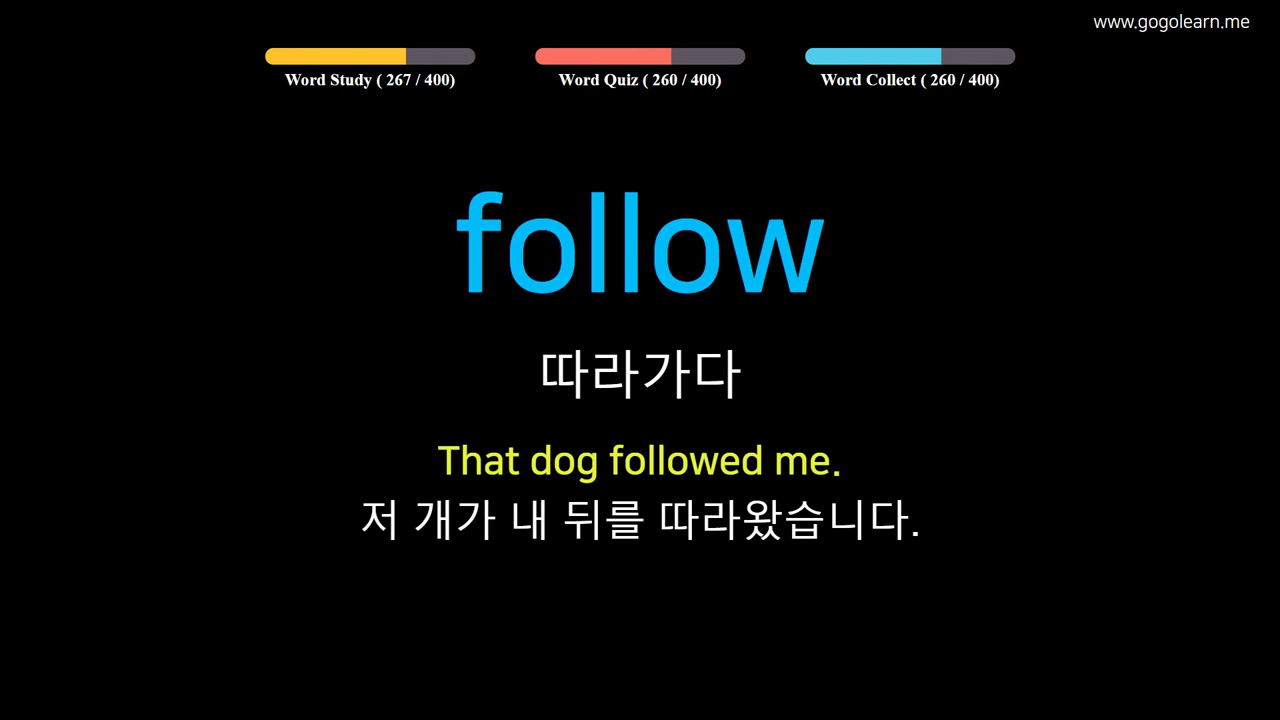 www.gogolearn.me
Word Study ( 267 / 400)
Word Quiz ( 260 / 400)
Word Collect ( 260 / 400)
follow
따라가다
That dog followed me.
저 개가 내 뒤를 따라왔습니다.